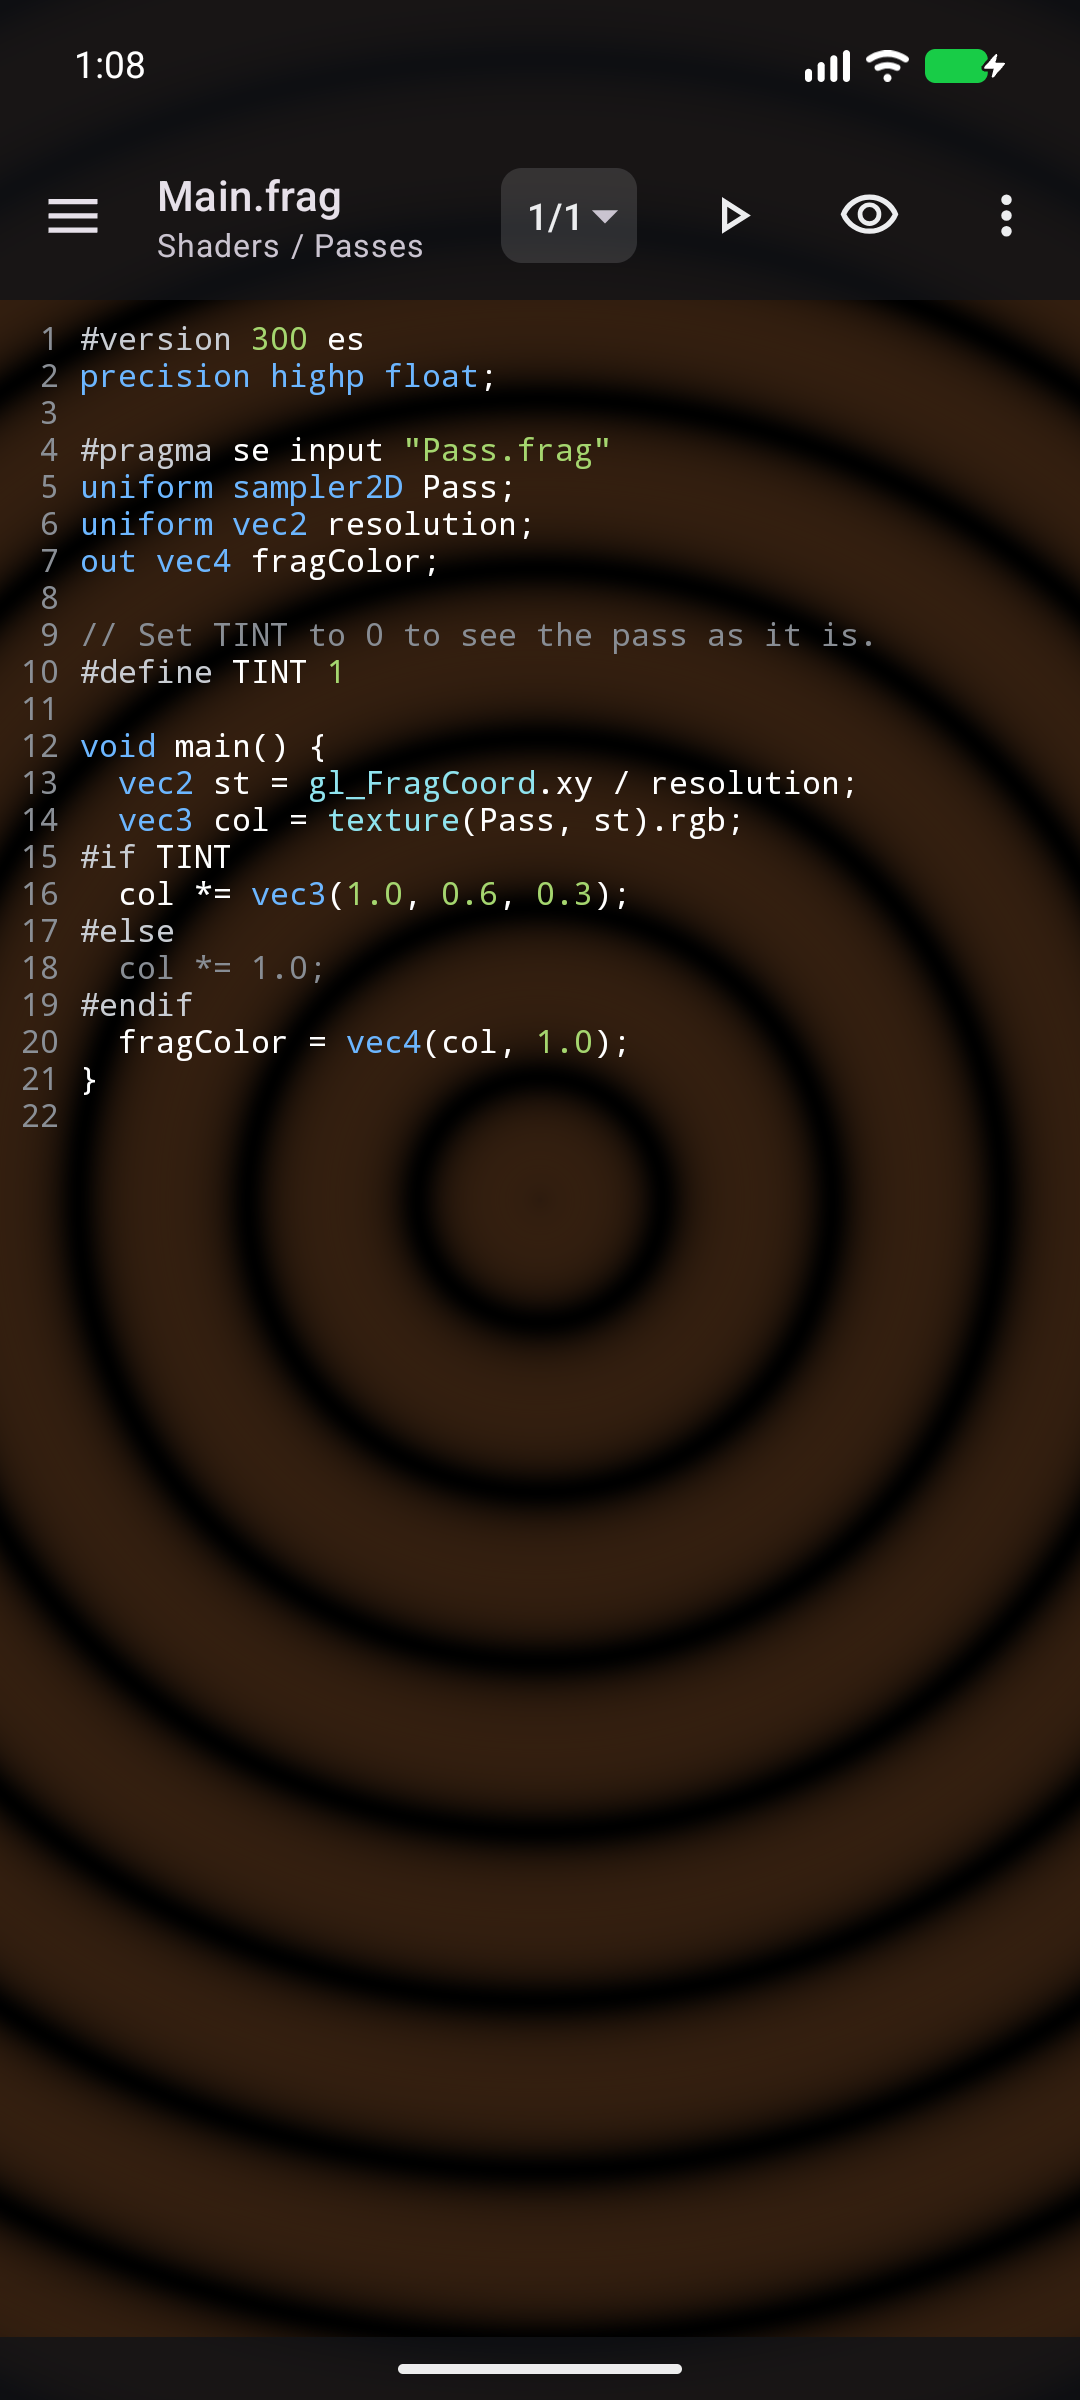 1:08
Main.frag
Shaders / Passes
1/1
1 #version 300 es
2 precision highp float;
3
4 #pragma se input "Pass.frag"
5 uniform sampler2D Pass;
6 uniform vec2 resolution;
7 out vec4 fragColor;
8
9 // Set TINT to 0 to see the pass as it is.
10 #define TINT 1
11
12 void main() {
13   vec2 st = gl_FragCoord.xy / resolution;
14   vec3 col = texture(Pass, st).rgb;
15 #if TINT
16   col *= vec3(1.0, 0.6, 0.3);
17 #else
18   col *= 1.0;
19 #endif
20   fragColor = vec4(col, 1.0);
21 }
22